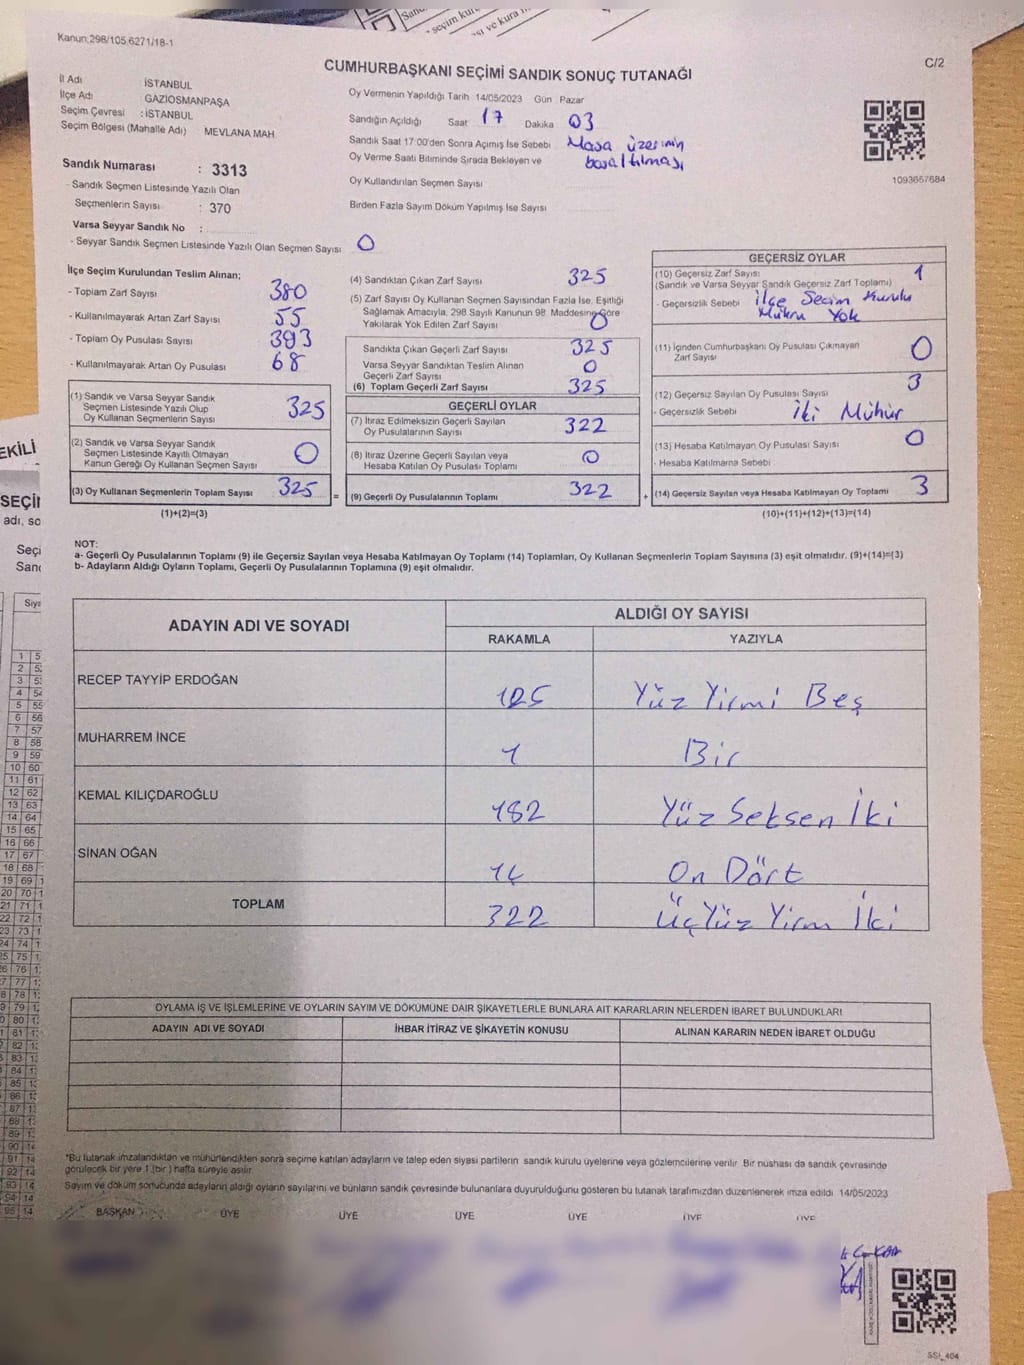 Kanun:298/105,6271/18-1
C/2
CUMHURBAŞKANI SEÇİMİ SANDIK SONUÇ TUTANAĞI
İl Adı İSTANBUL
İlçe Adı GAZİOSMANPAŞA
Seçim Çevresi : İSTANBUL
Seçim Bölgesi (Mahalle Adı) MEVLANA MAH.
Sandık Numarası : 3313
- Sandık Seçmen Listesinde Yazılı Olan
Seçmenlerin Sayısı : 370
Varsa Seyyar Sandık No :
- Seyyar Sandık Seçmen Listesinde Yazılı Olan Seçmen Sayısı 0
Oy Vermenin Yapıldığı Tarih 14/05/2023 Gün Pazar
Sandığın Açıldığı Saat 17 Dakika 03
Sandık Saat 17:00'den Sonra Açımış İse Sebebi Masa üzerinin
Oy Verme Saati Bitiminde Sırada Bekleyen ve boşaltılması
Oy Kullandırılan Seçmen Sayısı
Birden Fazla Sayım Döküm Yapılmış İse Sayısı
1093657684
İlçe Seçim Kurulundan Teslim Alınan;
- Toplam Zarf Sayısı 380
- Kullanılmayarak Artan Zarf Sayısı 55
- Toplam Oy Pusulası Sayısı 393
- Kullanılmayarak Artan Oy Pusulası 68
(1) Sandık ve Varsa Seyyar Sandık
Seçmen Listesinde Yazılı Olup
Oy Kullanan Seçmenlerin Sayısı 325
(2) Sandık ve Varsa Seyyar Sandık
Seçmen Listesinde Kayıtlı Olmayan
Kanun Gereği Oy Kullanan Seçmen Sayısı 0
(3) Oy Kullanan Seçmenlerin Toplam Sayısı 325 =
(1)+(2)=(3)
(4) Sandıktan Çıkan Zarf Sayısı 325
(5) Zarf Sayısı Oy Kullanan Seçmen Sayısından Fazla İse, Eşitliği
Sağlamak Amacıyla, 298 Sayılı Kanunun 98. Maddesine Göre
Yakılarak Yok Edilen Zarf Sayısı 0
Sandıkta Çıkan Geçerli Zarf Sayısı 325
Varsa Seyyar Sandıktan Teslim Alınan
Geçerli Zarf Sayısı 0
(6) Toplam Geçerli Zarf Sayısı 325
GEÇERLİ OYLAR
(7) İtiraz Edilmeksizin Geçerli Sayılan
Oy Pusulalarının Sayısı 322
(8) İtiraz Üzerine Geçerli Sayılan veya
Hesaba Katılan Oy Pusulası Toplamı 0
(9) Geçerli Oy Pusulalarının Toplamı 322 +
GEÇERSİZ OYLAR
(10) Geçersiz Zarf Sayısı 1
(Sandık ve Varsa Seyyar Sandık Geçersiz Zarf Toplamı)
- Geçersizlik Sebebi ilçe Seçim Kurulu
Mührü Yok
(11) İçinden Cumhurbaşkanı Oy Pusulası Çıkmayan
Zarf Sayısı 0
(12) Geçersiz Sayılan Oy Pusulası Sayısı 3
- Geçersizlik Sebebi İki Mühür
(13) Hesaba Katılmayan Oy Pusulası Sayısı 0
- Hesaba Katılmama Sebebi
(14) Geçersiz Sayılan veya Hesaba Katılmayan Oy Toplamı 3
(10)+(11)+(12)+(13)=(14)
NOT:
a- Geçerli Oy Pusulalarının Toplamı (9) ile Geçersiz Sayılan veya Hesaba Katılmayan Oy Toplamı (14) Toplamları, Oy Kullanan Seçmenlerin Toplam Sayısına (3) eşit olmalıdır. (9)+(14)=(3)
b- Adayların Aldığı Oyların Toplamı, Geçerli Oy Pusulalarının Toplamına (9) eşit olmalıdır.
ADAYIN ADI VE SOYADI
ALDIĞI OY SAYISI
RAKAMLA YAZIYLA
RECEP TAYYİP ERDOĞAN 125 Yüz Yirmi Beş
MUHARREM İNCE 1 Bir
KEMAL KILIÇDAROĞLU 182 Yüz Seksen İki
SİNAN OĞAN 14 On Dört
TOPLAM 322 Üç Yüz Yirm İki
OYLAMA İŞ VE İŞLEMLERİNE VE OYLARIN SAYIM VE DÖKÜMÜNE DAİR ŞİKAYETLERLE BUNLARA AİT KARARLARIN NELERDEN İBARET BULUNDUKLARI
ADAYIN ADI VE SOYADI İHBAR İTİRAZ VE ŞİKAYETİN KONUSU ALINAN KARARIN NEDEN İBARET OLDUĞU
*Bu tutanak imzalandıktan ve mühürlendikten sonra seçime katılan adayların ve talep eden siyasi partilerin sandık kurulu üyelerine veya gözlemcilerine verilir. Bir nüshası da sandık çevresinde
görülecek bir yere 1 (bir ) hafta süreyle asılır.
Sayım ve döküm sonucunda adayların aldığı oyların sayılarını ve bunların sandık çevresinde bulunanlara duyurulduğunu gösteren bu tutanak tarafımızdan düzenlenerek imza edildi 14/05/2023
BAŞKAN ÜYE ÜYE ÜYE ÜYE ÜYE ÜYE